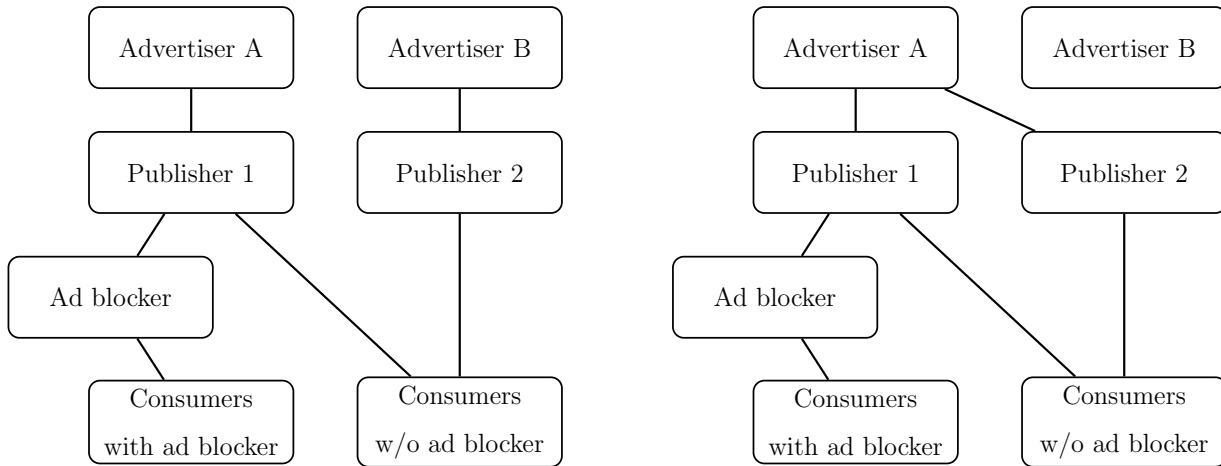 Advertiser A
Advertiser B
Publisher 1
Publisher 2
Ad blocker
Consumers
with ad blocker
Consumers
w/o ad blocker
Advertiser A
Advertiser B
Publisher 1
Publisher 2
Ad blocker
Consumers
with ad blocker
Consumers
w/o ad blocker